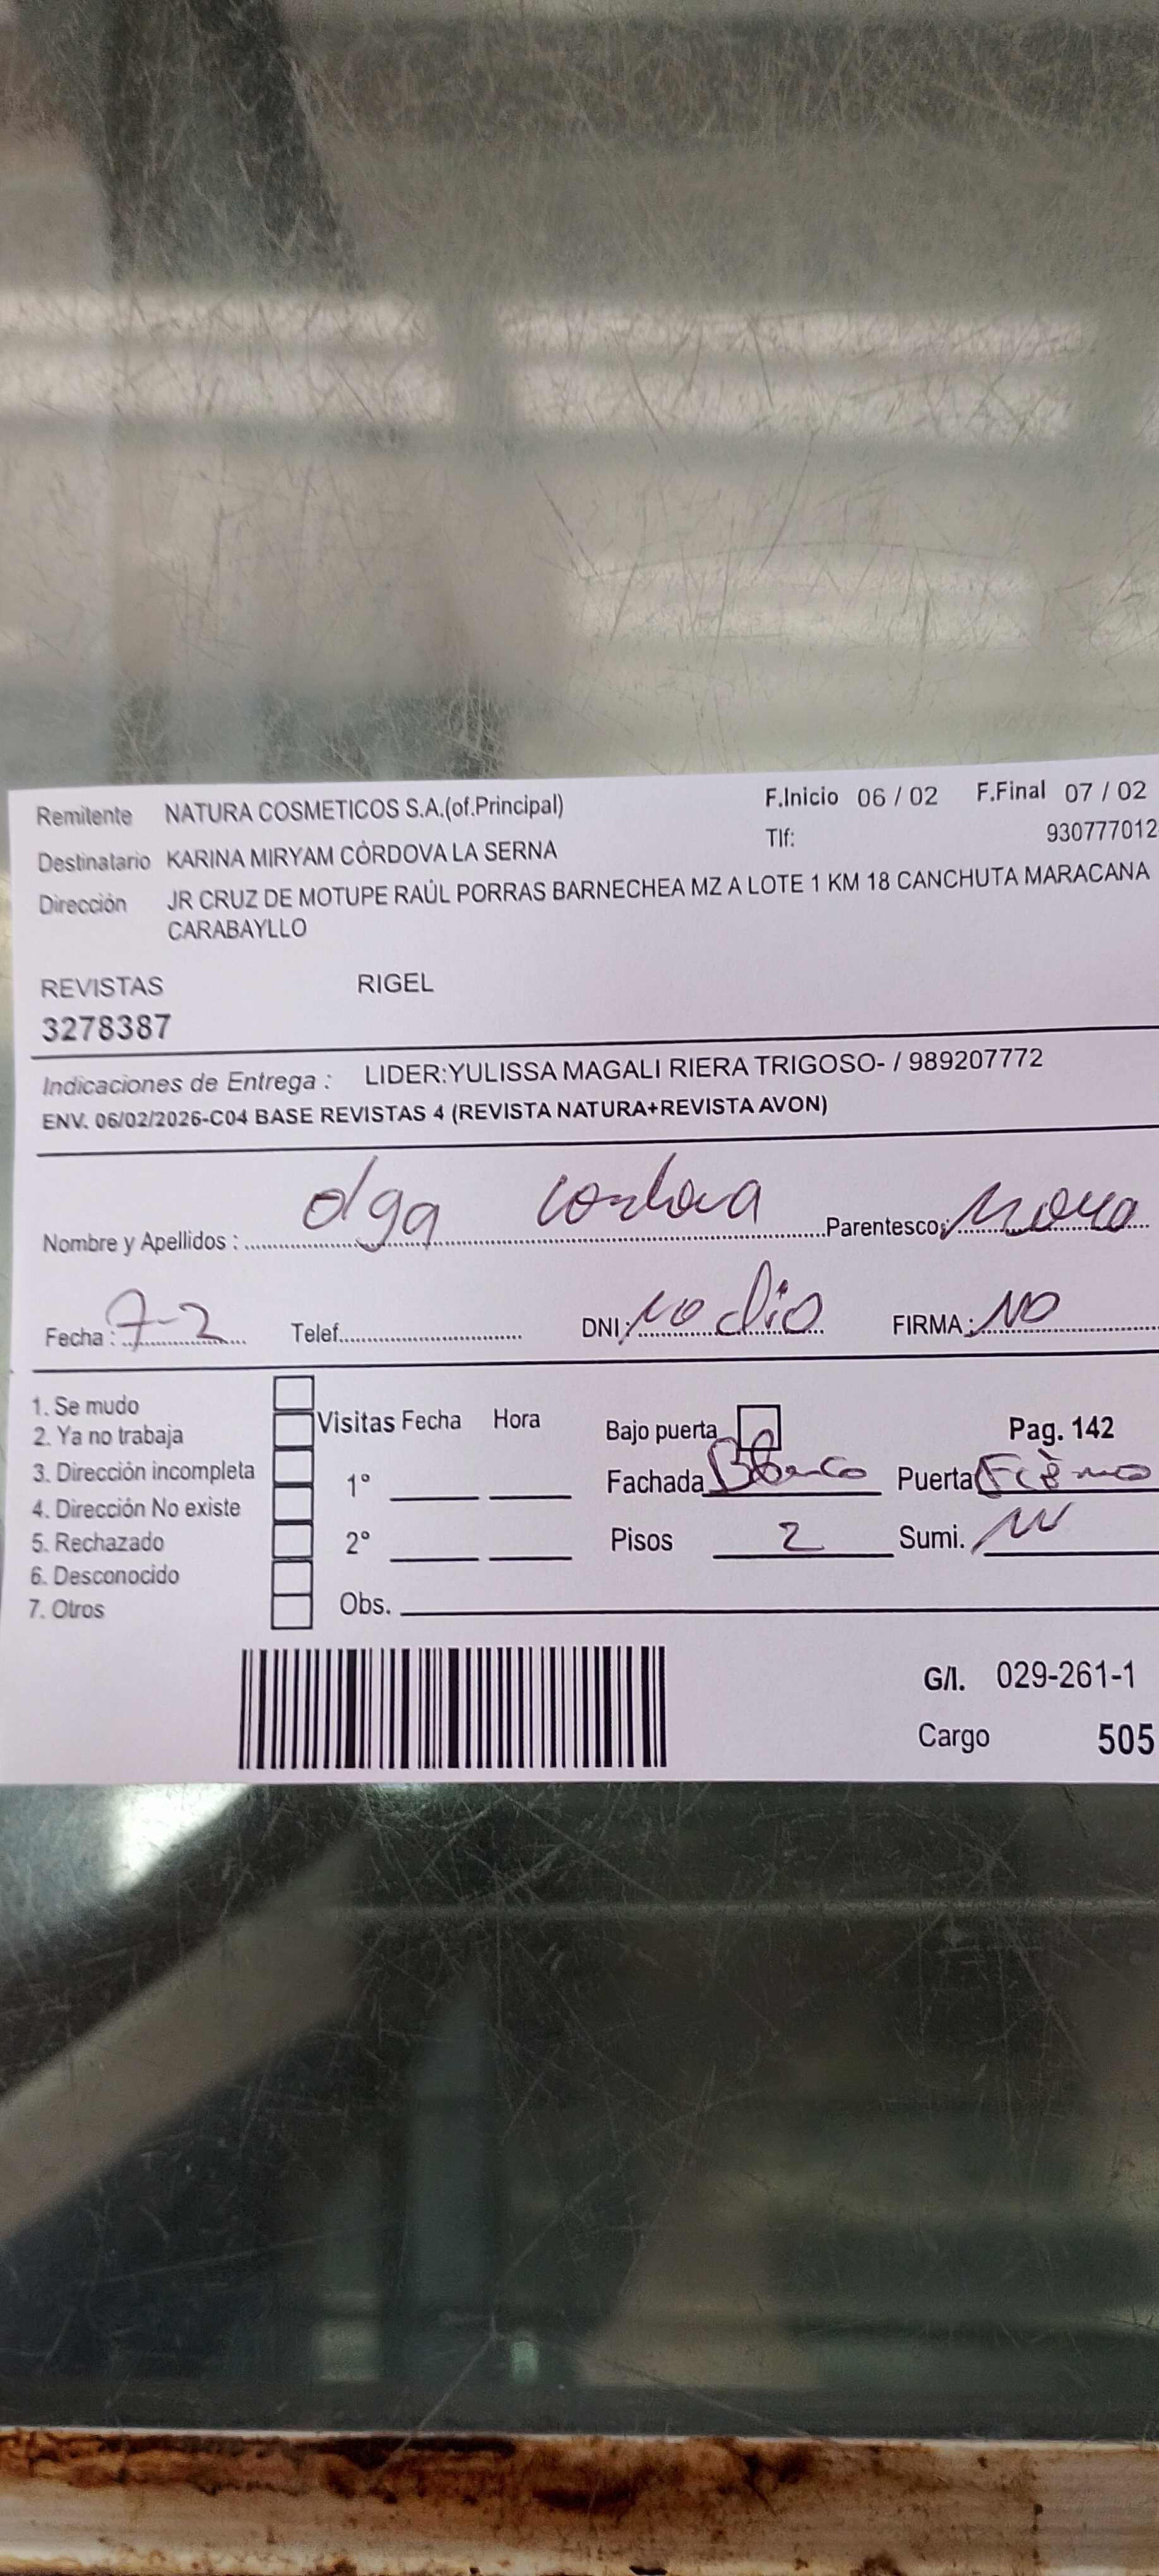 Remitente NATURA COSMETICOS S.A.(of.Principal) F.Inicio 06 / 02 F.Final 07 / 02
Destinatario KARINA MIRYAM CÓRDOVA LA SERNA Tlf: 930777012
Dirección JR CRUZ DE MOTUPE RAÚL PORRAS BARNECHEA MZ A LOTE 1 KM 18 CANCHUTA MARACANA
CARABAYLLO
REVISTAS RIGEL
3278387
Indicaciones de Entrega : LIDER:YULISSA MAGALI RIERA TRIGOSO- / 989207772
ENV. 06/02/2026-C04 BASE REVISTAS 4 (REVISTA NATURA+REVISTA AVON)
Nombre y Apellidos : Olga Cordova Parentesco:
Fecha : 7-2 Telef. DNI: no dio FIRMA: NO
1. Se mudo
2. Ya no trabaja
3. Dirección incompleta
4. Dirección No existe
5. Rechazado
6. Desconocido
7. Otros
Visitas Fecha Hora
1°
2°
Obs.
Bajo puerta Pag. 142
Fachada Blanco Puerta Fierro
Pisos 2 Sumi.
G/I. 029-261-1
Cargo 505